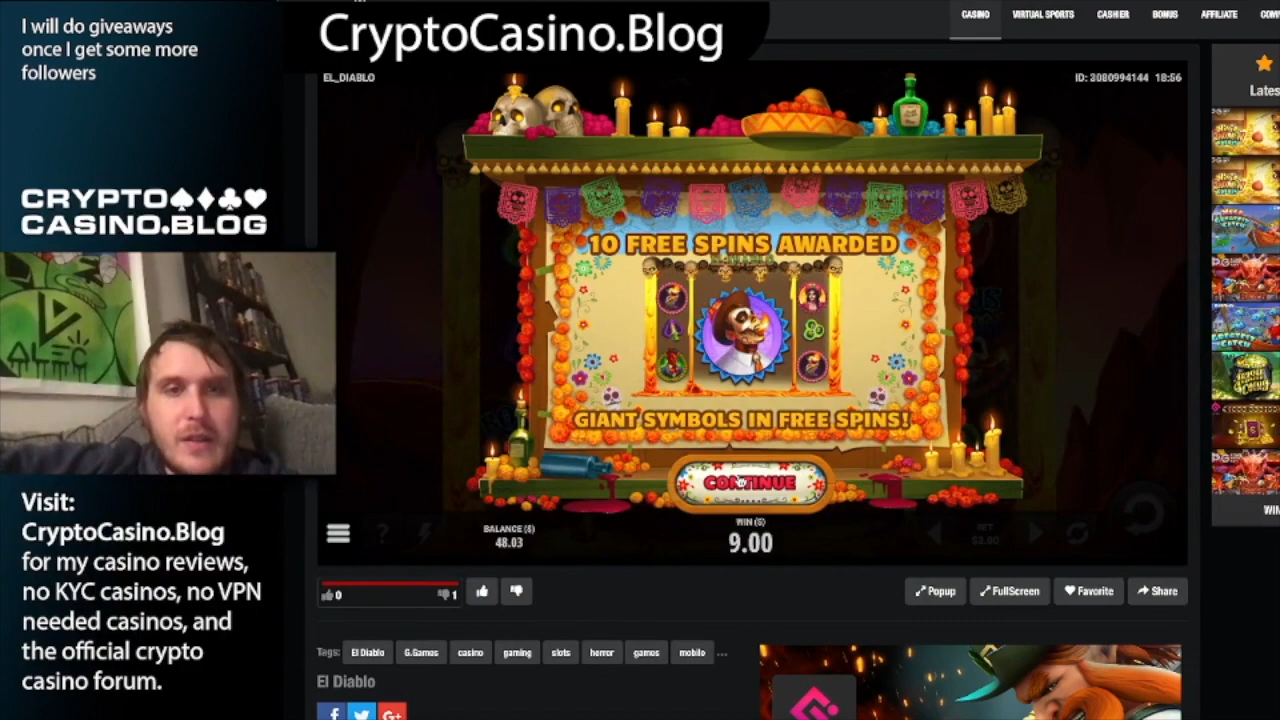 I will do giveaways
once I get some more
followers
CRYPTO
CASINO.BLOG
ALEC
Visit:
CryptoCasino.Blog
for my casino reviews,
no KYC casinos, no VPN
needed casinos, and
the official crypto
casino forum.
CryptoCasino.Blog
CASINO VIRTUAL SPORTS CASHIER BONUS AFFILIATE
EL_DIABLO
ID: 3080994144 18:56
10 FREE SPINS AWARDED
GIANT SYMBOLS IN FREE SPINS!
CONTINUE
BALANCE ($)
48.03
WIN ($)
9.00
BET
0 1
Popup FullScreen Favorite Share
Tags: El Diablo G.Games casino gaming slots horror games mobile ...
El Diablo
f G+
Lates
WIN